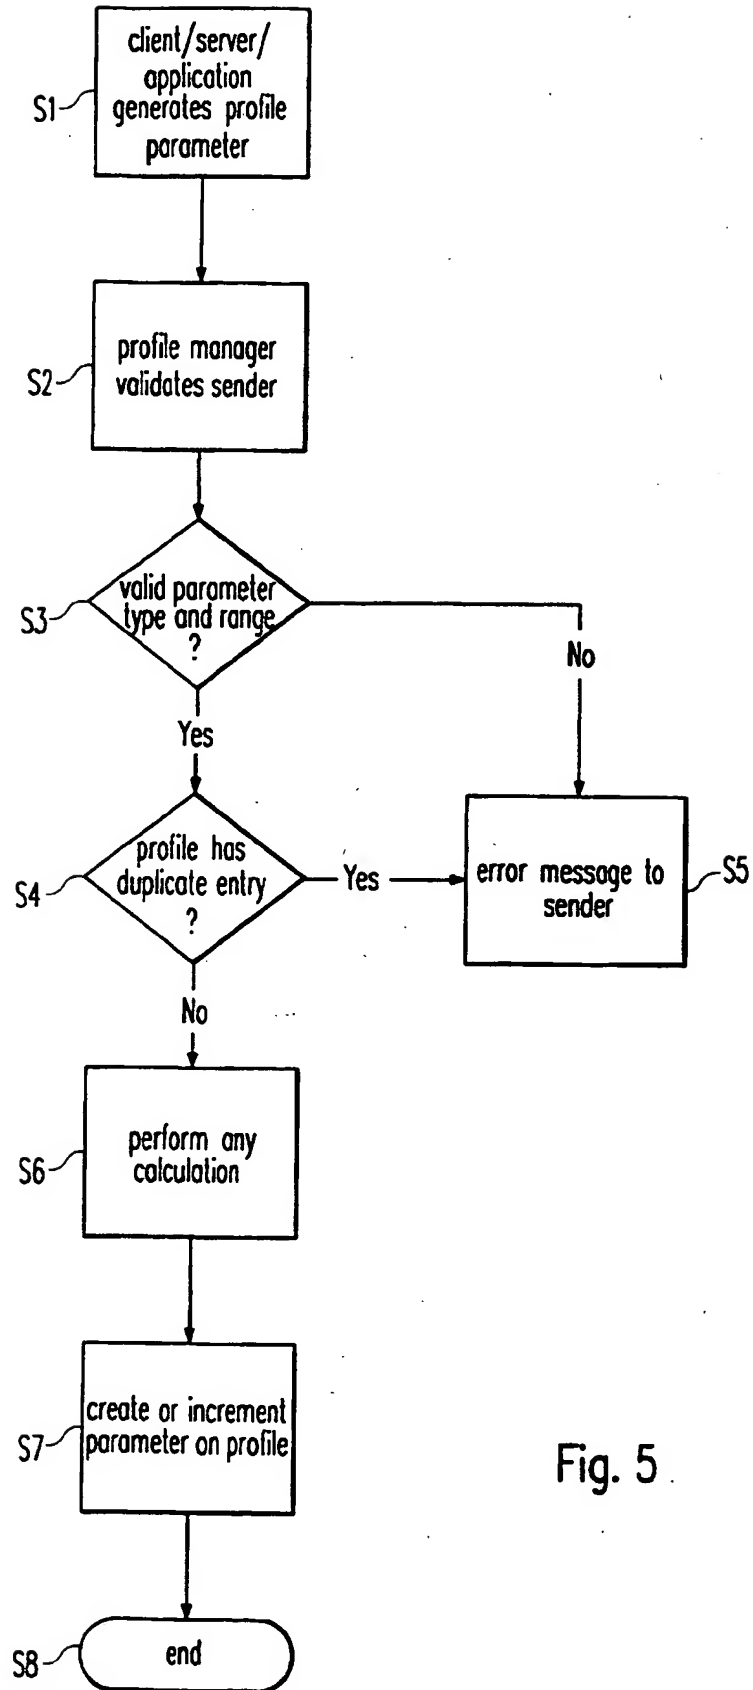 client/server/
application
generates profile
parameter
S1
profile manager
validates sender
S2
valid parameter
type and range
?
S3
No
Yes
profile has
duplicate entry
?
S4
Yes
error message to
sender
S5
No
perform any
calculation
S6
create or increment
parameter on profile
S7
Fig. 5
end
S8